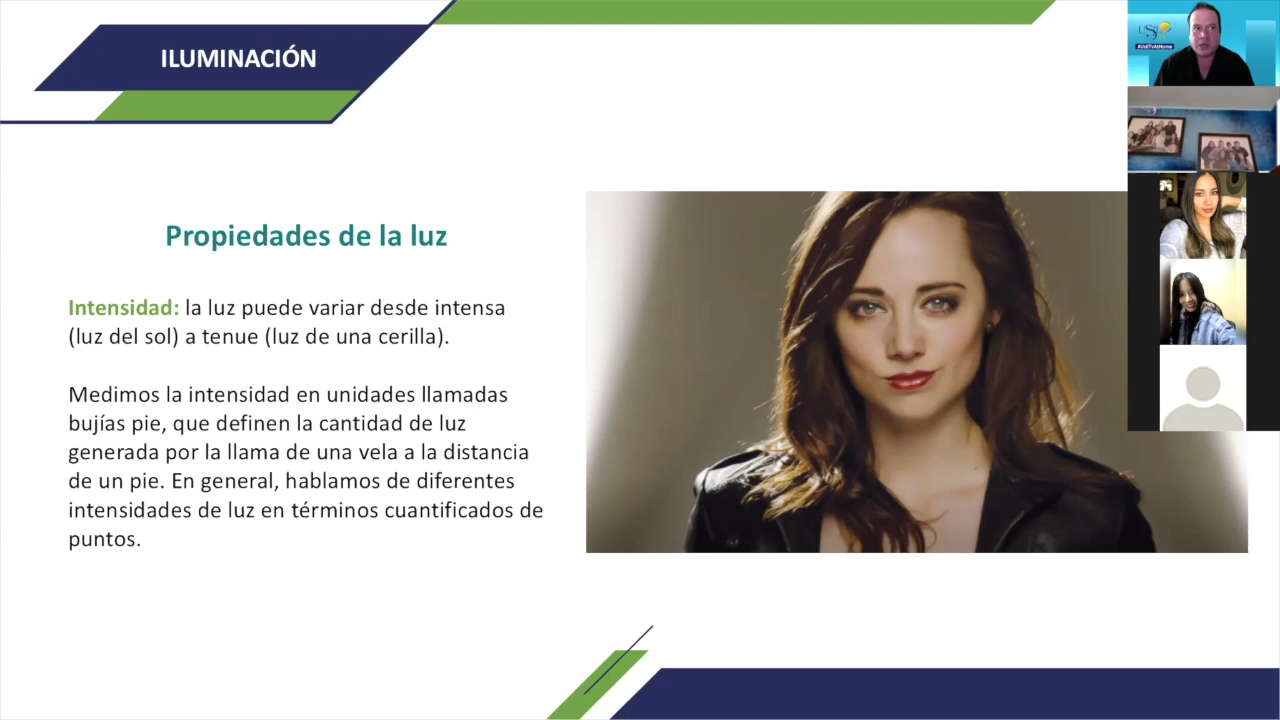 ILUMINACIÓN
Propiedades de la luz
Intensidad: la luz puede variar desde intensa
(luz del sol) a tenue (luz de una cerilla).
Medimos la intensidad en unidades llamadas
bujías pie, que definen la cantidad de luz
generada por la llama de una vela a la distancia
de un pie. En general, hablamos de diferentes
intensidades de luz en términos cuantificados de
puntos.
#UsilTvAtHome